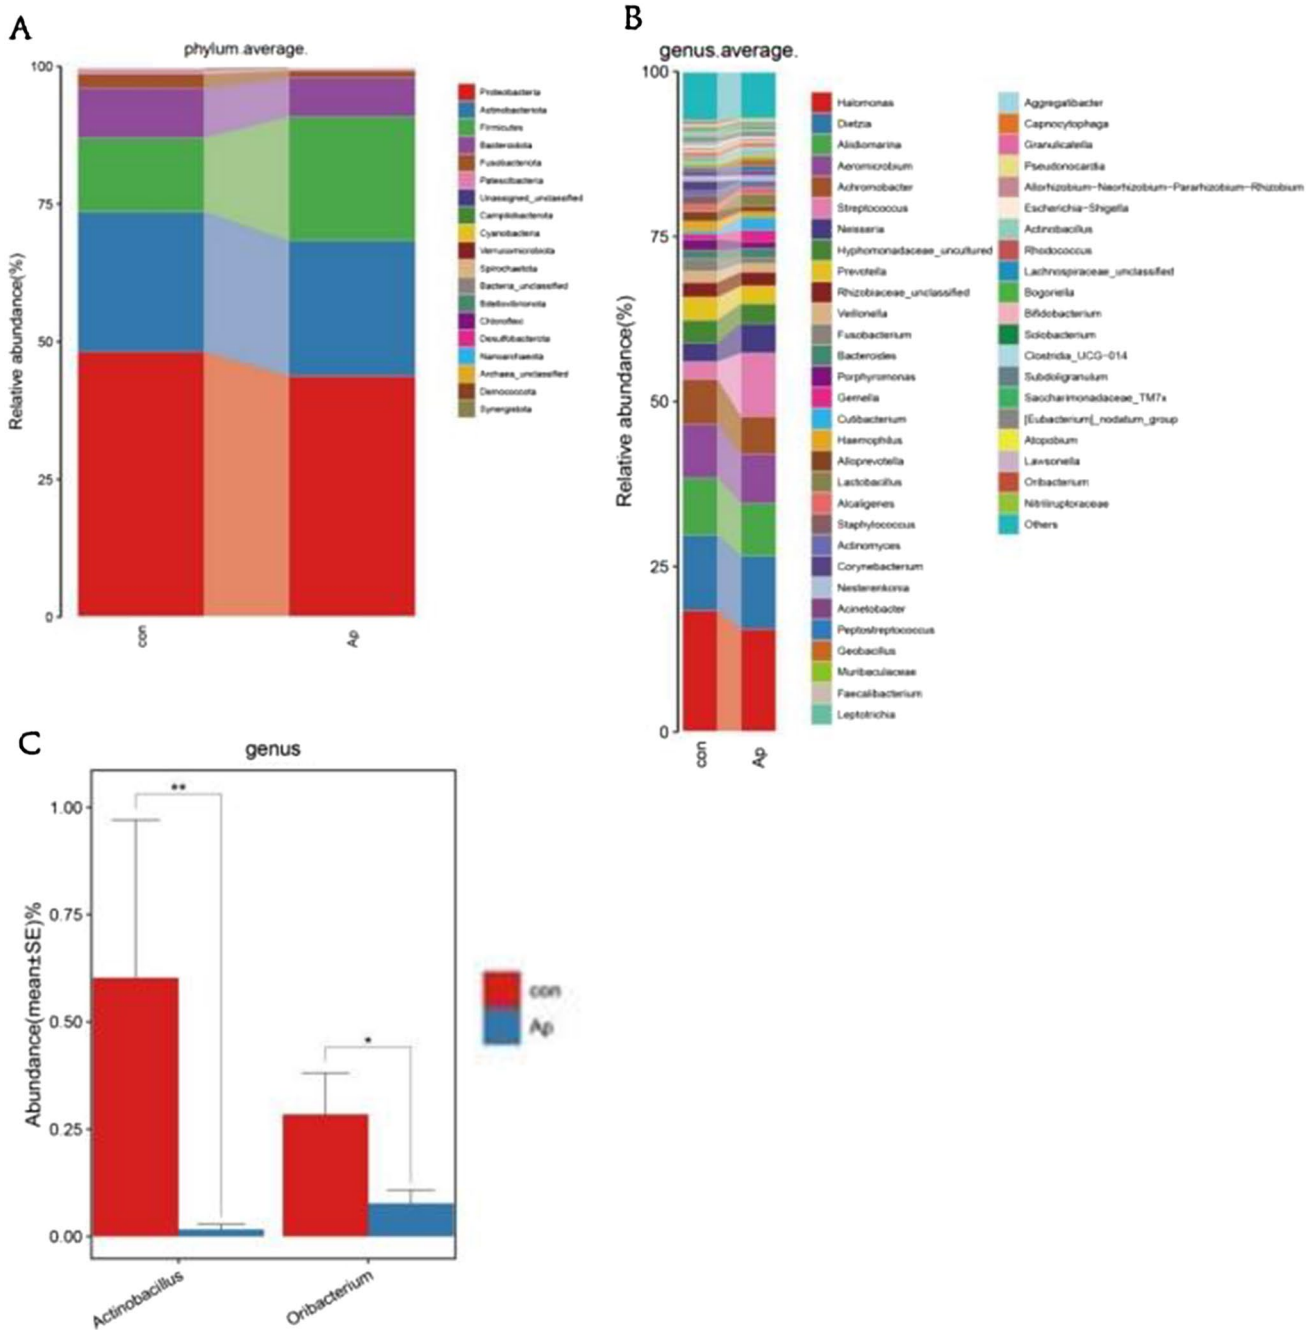 A
phylum.average.
Relative abundance(%)
100
75
50
25
0
con
Ap
Proteobacteria
Actinobacteriota
Firmicutes
Bacteroidota
Fusobacteriota
Patescibacteria
Unassigned_unclassified
Campilobacterota
Cyanobacteria
Verrucomicrobiota
Spirochaetota
Bacteria_unclassified
Bdellovibrionota
Chloroflexi
Desulfobacterota
Nanoarchaeota
Archaea_unclassified
Deinococcota
Synergistota
B
genus.average.
Relative abundance(%)
100
75
50
25
0
con
Ap
Halomonas
Dietzia
Aliidiomarina
Aeromicrobium
Achromobacter
Streptococcus
Neisseria
Hyphomonadaceae_uncultured
Prevotella
Rhizobiaceae_unclassified
Veillonella
Fusobacterium
Bacteroides
Porphyromonas
Gemella
Cutibacterium
Haemophilus
Alloprevotella
Lactobacillus
Alcaligenes
Staphylococcus
Actinomyces
Corynebacterium
Nesterenkonia
Acinetobacter
Peptostreptococcus
Geobacillus
Muribaculaceae
Faecalibacterium
Leptotrichia
Aggregatibacter
Capnocytophaga
Granulicatella
Pseudonocardia
Allorhizobium-Neorhizobium-Pararhizobium-Rhizobium
Escherichia-Shigella
Actinobacillus
Rhodococcus
Lachnospiraceae_unclassified
Bogoriella
Bifidobacterium
Solobacterium
Clostridia_UCG-014
Subdoligranulum
Saccharimonadaceae_TM7x
[Eubacterium]_nodatum_group
Atopobium
Lawsonella
Oribacterium
Nitriliruptoraceae
Others
C
genus
Abundance(mean±SE)%
1.00
0.75
0.50
0.25
0.00
**
*
Actinobacillus
Oribacterium
con
Ap